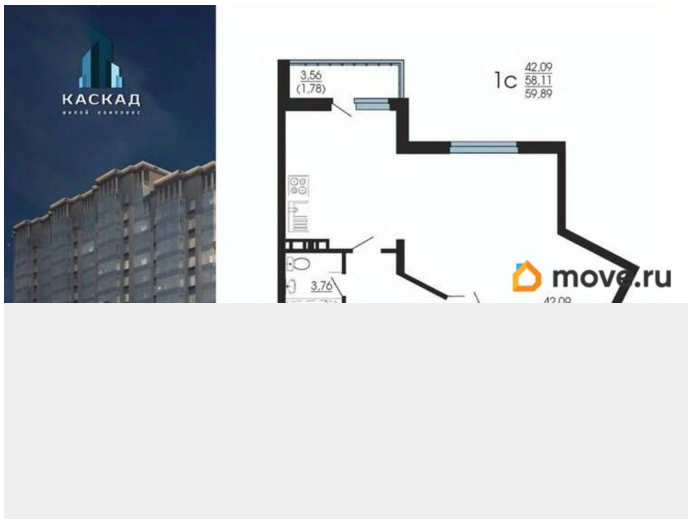 КАСКАД
ЖИЛОЙ КОМПЛЕКС
3,56
(1,78)
1с
42.09
58,11
59,89
3,76
move.ru
42.09